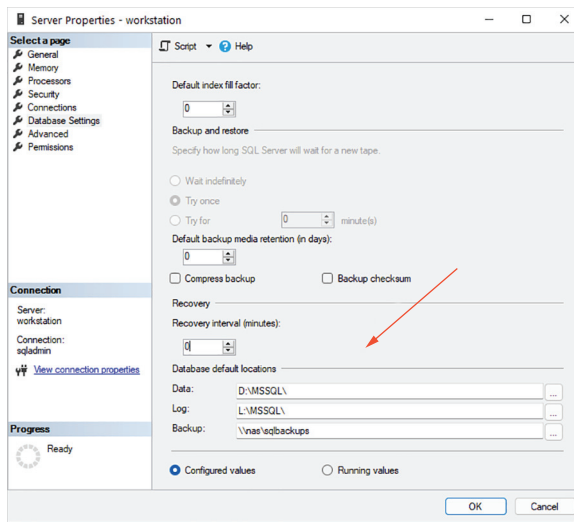 Server Properties - workstation
Select a page
General
Memory
Processors
Security
Connections
Database Settings
Advanced
Permissions
Script Help
Default index fill factor:
0
Backup and restore
Specify how long SQL Server will wait for a new tape.
Wait indefinitely
Try once
Try for 0 minute(s)
Default backup media retention (in days):
0
Compress backup Backup checksum
Recovery
Recovery interval (minutes):
0
Database default locations
Data: D:\MSSQL\ ...
Log: L:\MSSQL\ ...
Backup: \\nas\sqlbackups ...
Configured values Running values
Connection
Server:
workstation
Connection:
sqladmin
View connection properties
Progress
Ready
OK Cancel